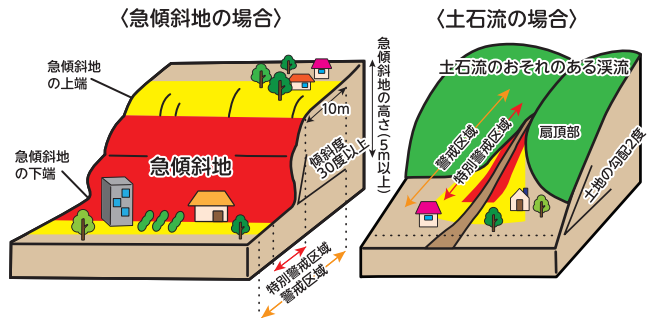 〈急傾斜地の場合〉
急傾斜地
の上端
10m
急傾斜地の高さ(5m以上)
急傾斜地
の下端
急傾斜地
傾斜度
30度以上
特別警戒区域
警戒区域
〈土石流の場合〉
土石流のおそれのある渓流
扇頂部
警戒区域
特別警戒区域
土地の勾配2度